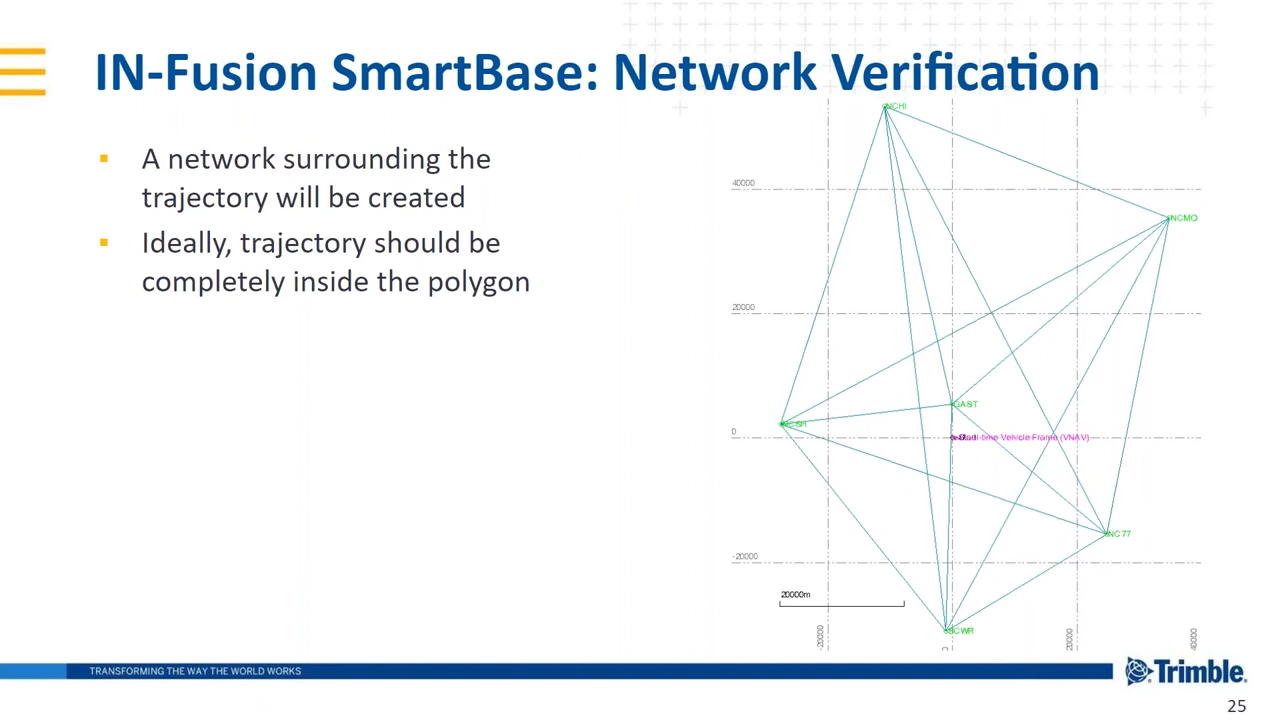 IN-Fusion SmartBase: Network Verification
▪ A network surrounding the
trajectory will be created
▪ Ideally, trajectory should be
completely inside the polygon
NCHI
40000
NCMO
20000
GAST
0
Real-time Vehicle Frame (VNAV)
NC77
-20000
20000m
-20000
0
20000
40000
TRANSFORMING THE WAY THE WORLD WORKS
Trimble.
25